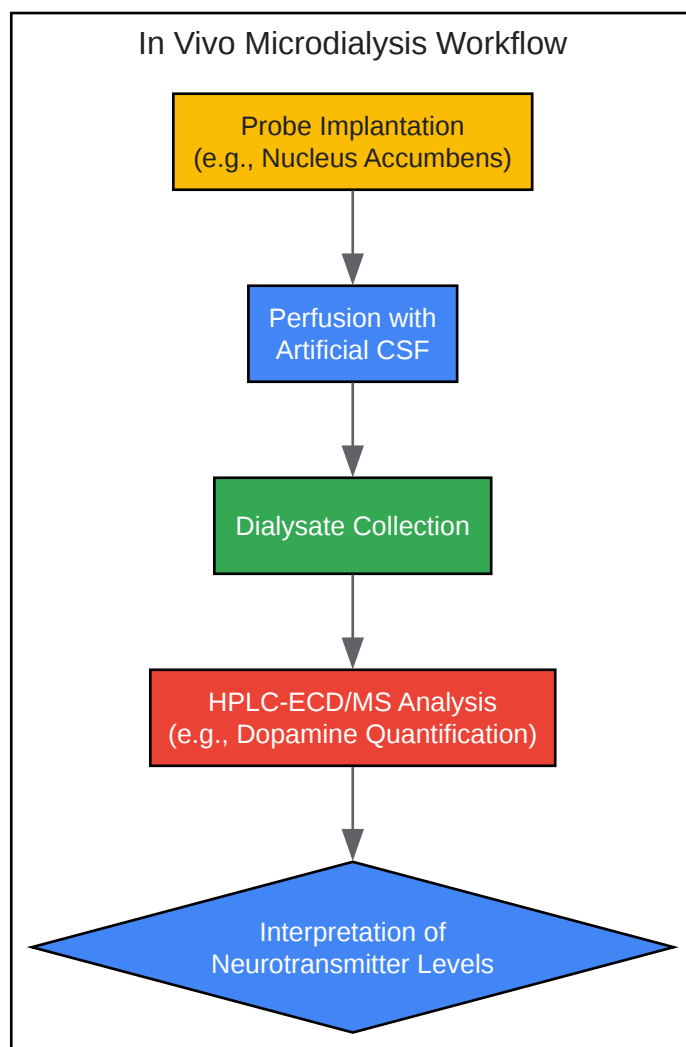 In Vivo Microdialysis Workflow
Probe Implantation
(e.g., Nucleus Accumbens)
Perfusion with
Artificial CSF
Dialysate Collection
HPLC-ECD/MS Analysis
(e.g., Dopamine Quantification)
Interpretation of
Neurotransmitter Levels